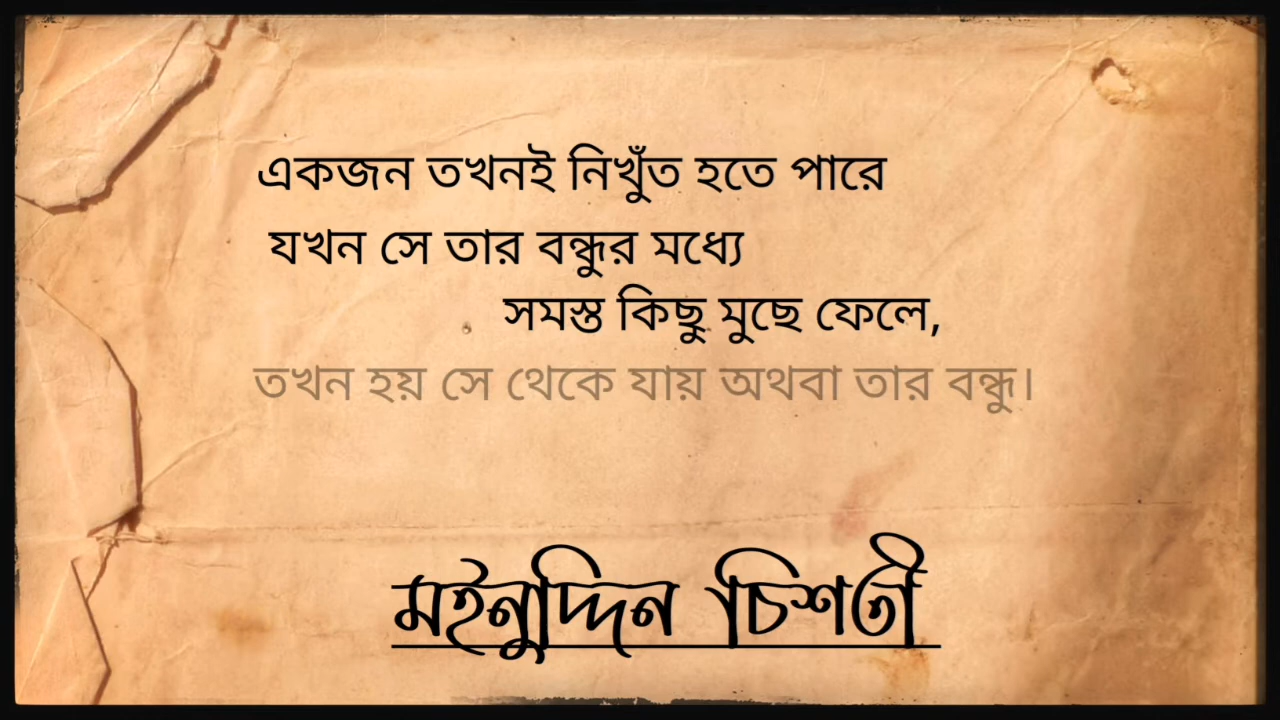 একজন তখনই নিখুঁত হতে পারে
যখন সে তার বন্ধুর মধ্যে
সমস্ত কিছু মুছে ফেলে,
তখন হয় সে থেকে যায় অথবা তার বন্ধু।
মইনুদ্দিন চিশতী